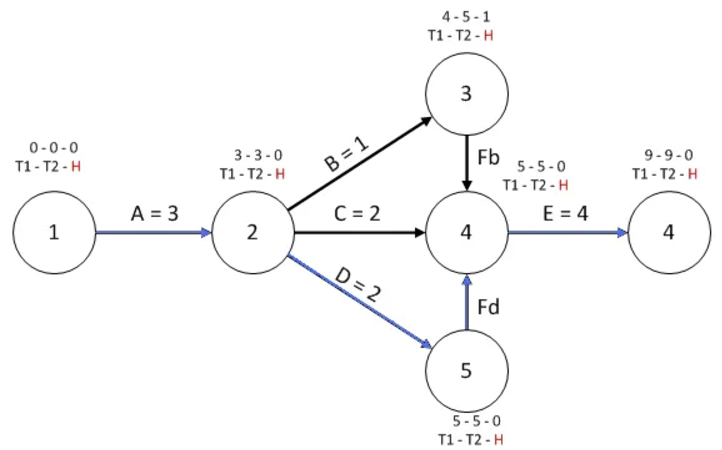 4 - 5 - 1
T1 - T2 - H
3
B = 1
Fb
0 - 0 - 0
T1 - T2 - H
3 - 3 - 0
T1 - T2 - H
5 - 5 - 0
T1 - T2 - H
9 - 9 - 0
T1 - T2 - H
1
A = 3
2
C = 2
4
E = 4
4
D = 2
Fd
5
5 - 5 - 0
T1 - T2 - H